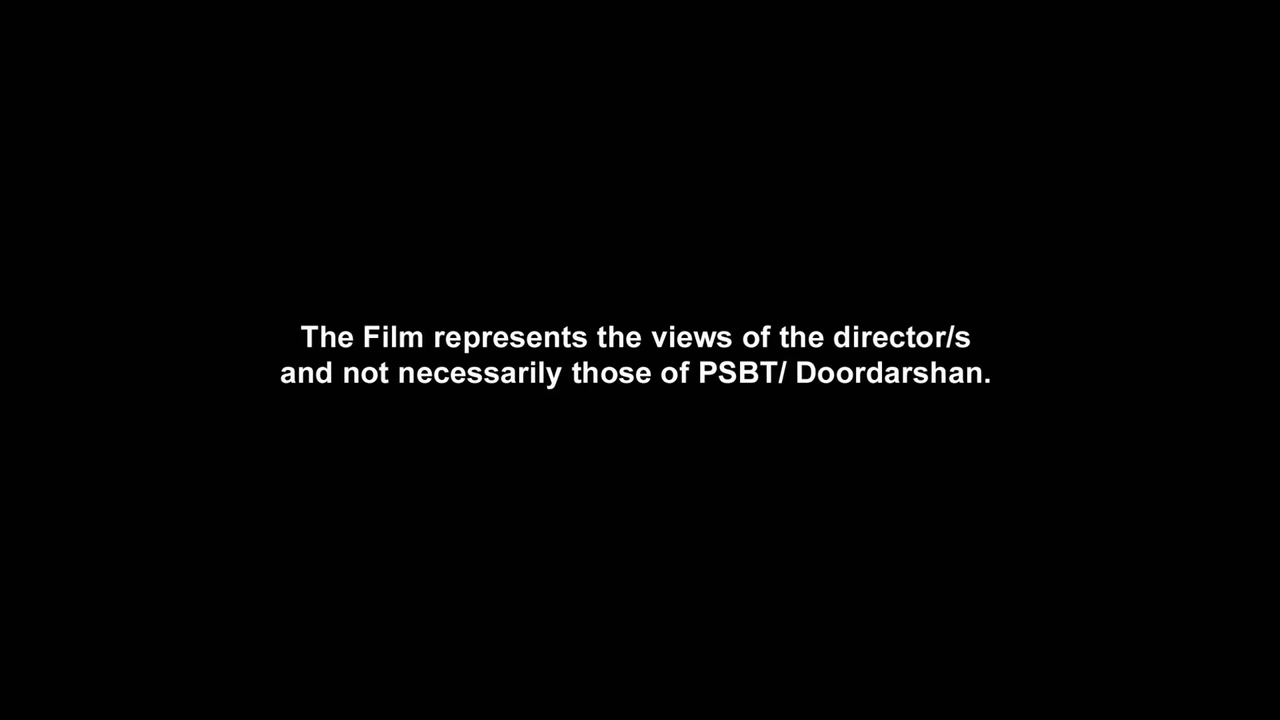 The Film represents the views of the director/s
and not necessarily those of PSBT/ Doordarshan.